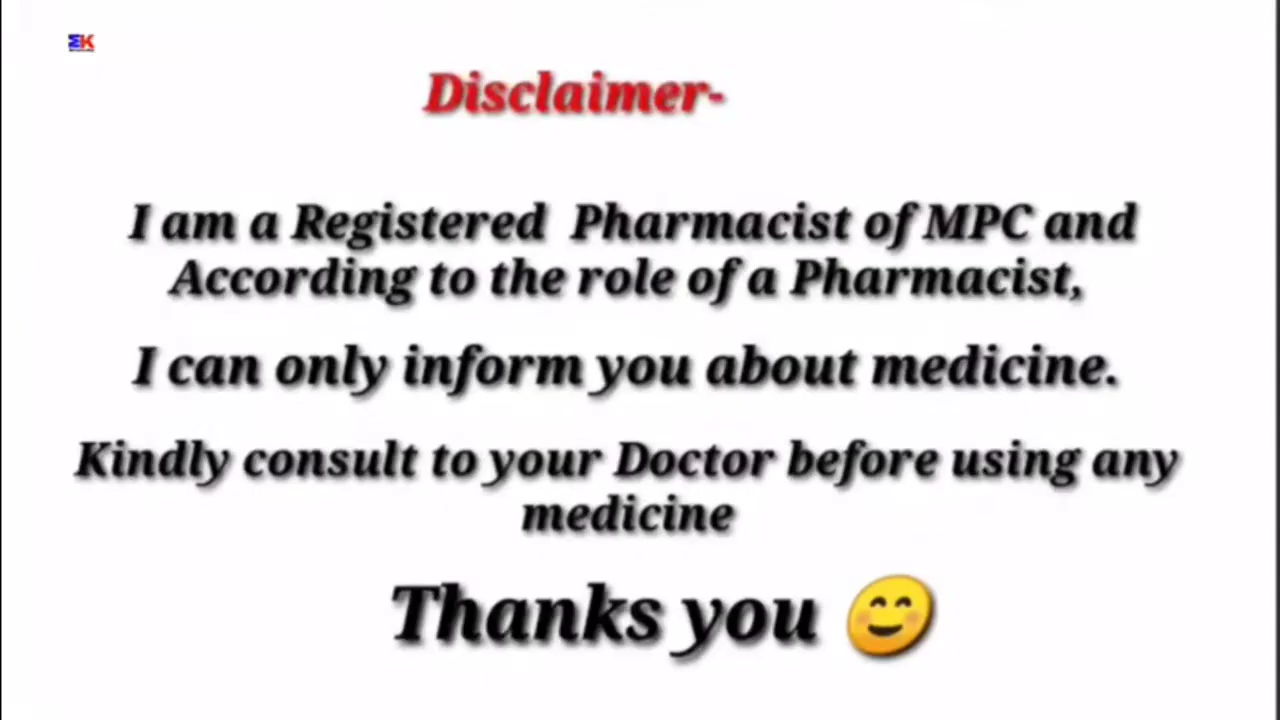 ΣK
Disclaimer-
I am a Registered Pharmacist of MPC and
According to the role of a Pharmacist,
I can only inform you about medicine.
Kindly consult to your Doctor before using any
medicine
Thanks you 😊